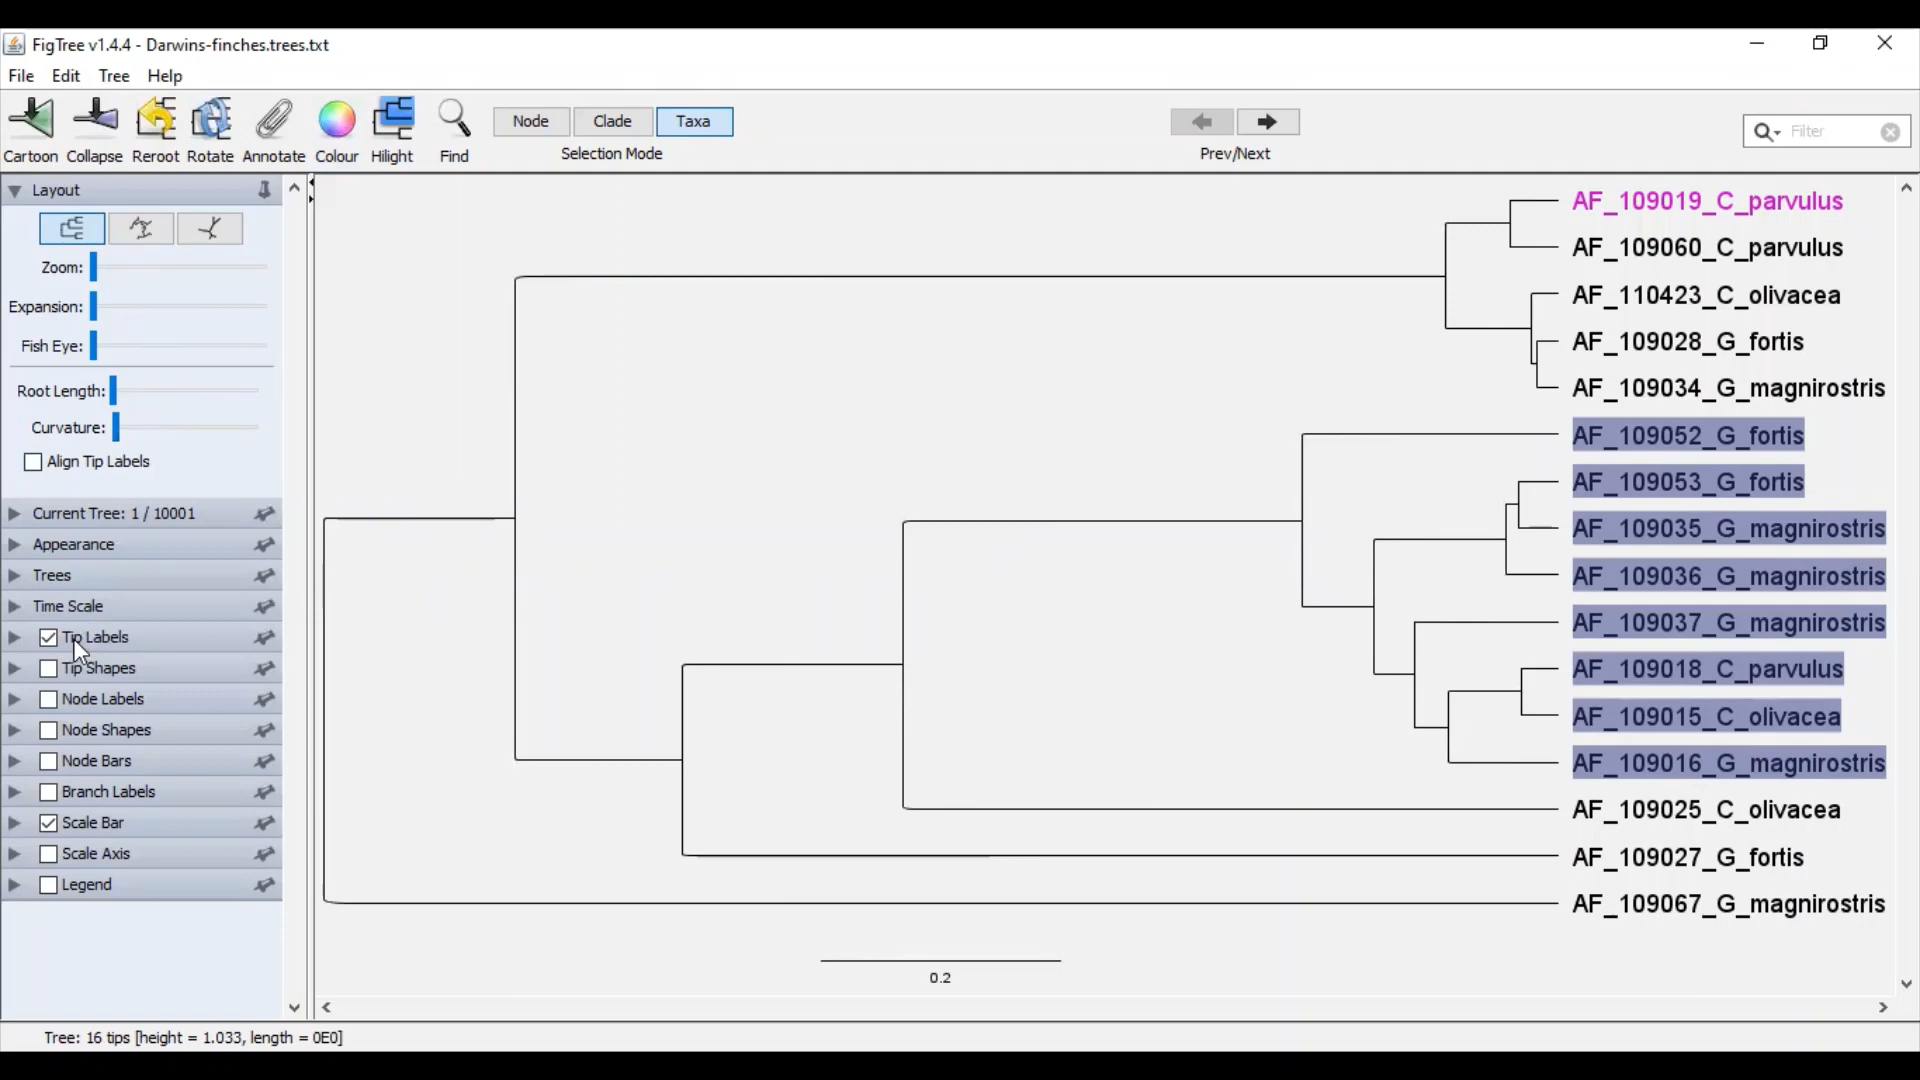 FigTree v1.4.4 - Darwins-finches.trees.txt
File Edit Tree Help
Cartoon Collapse Reroot Rotate Annotate Colour Hilight Find
Node Clade Taxa
Selection Mode
Prev/Next
Filter
Layout
Zoom:
Expansion:
Fish Eye:
Root Length:
Curvature:
Align Tip Labels
Current Tree: 1 / 10001
Appearance
Trees
Time Scale
Tip Labels
Tip Shapes
Node Labels
Node Shapes
Node Bars
Branch Labels
Scale Bar
Scale Axis
Legend
AF_109019_C_parvulus
AF_109060_C_parvulus
AF_110423_C_olivacea
AF_109028_G_fortis
AF_109034_G_magnirostris
AF_109052_G_fortis
AF_109053_G_fortis
AF_109035_G_magnirostris
AF_109036_G_magnirostris
AF_109037_G_magnirostris
AF_109018_C_parvulus
AF_109015_C_olivacea
AF_109016_G_magnirostris
AF_109025_C_olivacea
AF_109027_G_fortis
AF_109067_G_magnirostris
0.2
Tree: 16 tips [height = 1.033, length = 0E0]